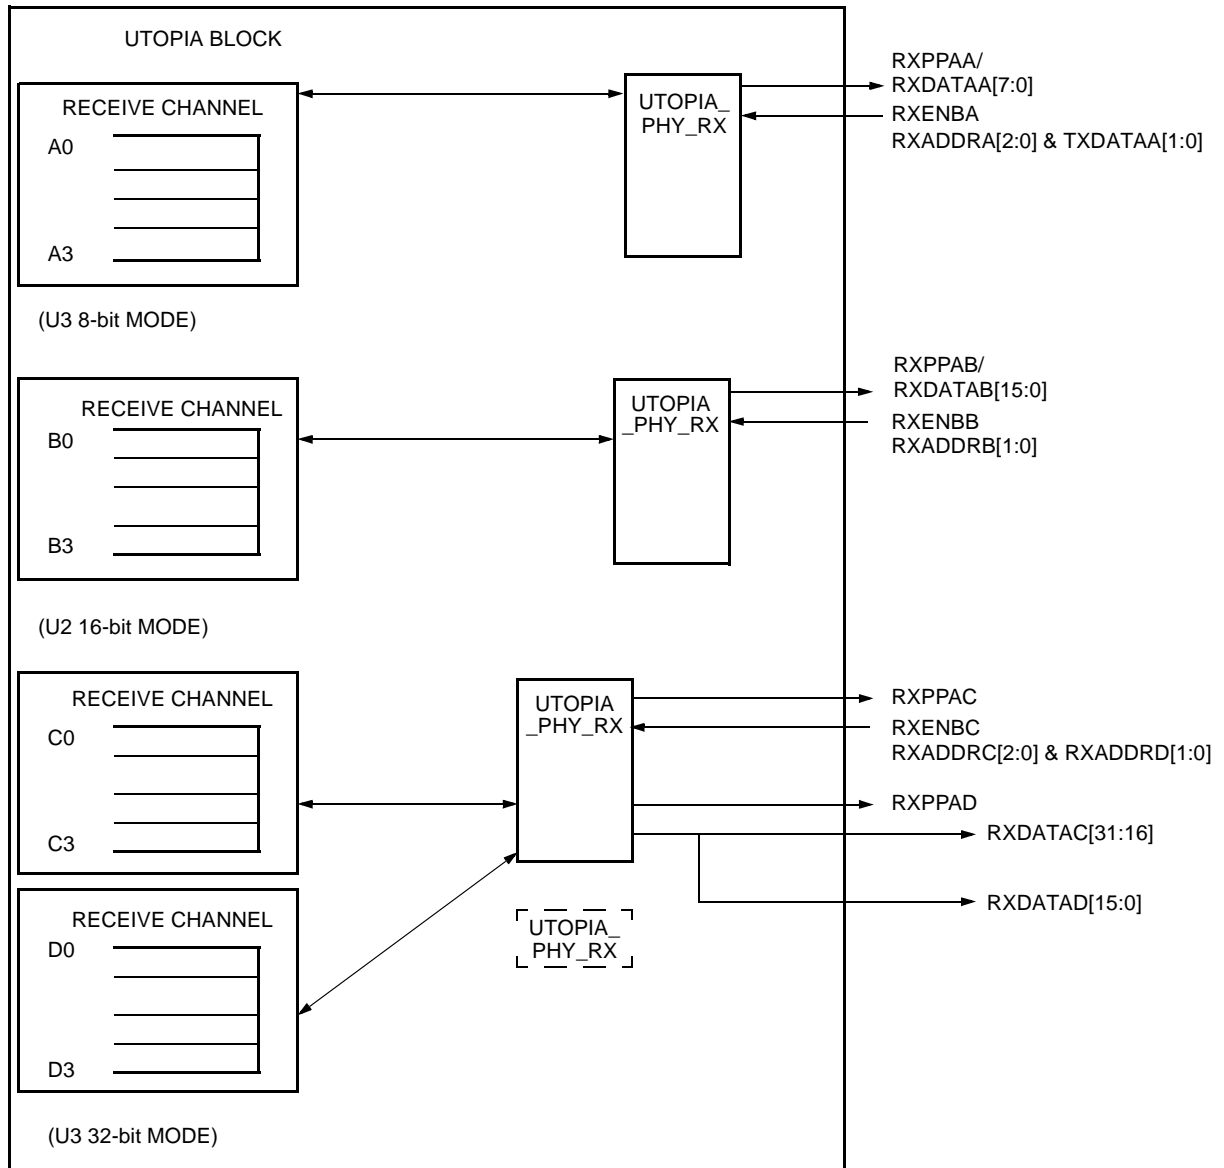 UTOPIA BLOCK
RECEIVE CHANNEL
A0
A3
(U3 8-bit MODE)
UTOPIA_
PHY_RX
RXPPAA/
RXDATAA[7:0]
RXENBA
RXADDRA[2:0] & TXDATAA[1:0]
RECEIVE CHANNEL
B0
B3
(U2 16-bit MODE)
UTOPIA
_PHY_RX
RXPPAB/
RXDATAB[15:0]
RXENBB
RXADDRB[1:0]
RECEIVE CHANNEL
C0
C3
UTOPIA
_PHY_RX
RXPPAC
RXENBC
RXADDRC[2:0] & RXADDRD[1:0]
RXPPAD
RXDATAC[31:16]
RXDATAD[15:0]
RECEIVE CHANNEL
D0
D3
UTOPIA_
PHY_RX
(U3 32-bit MODE)